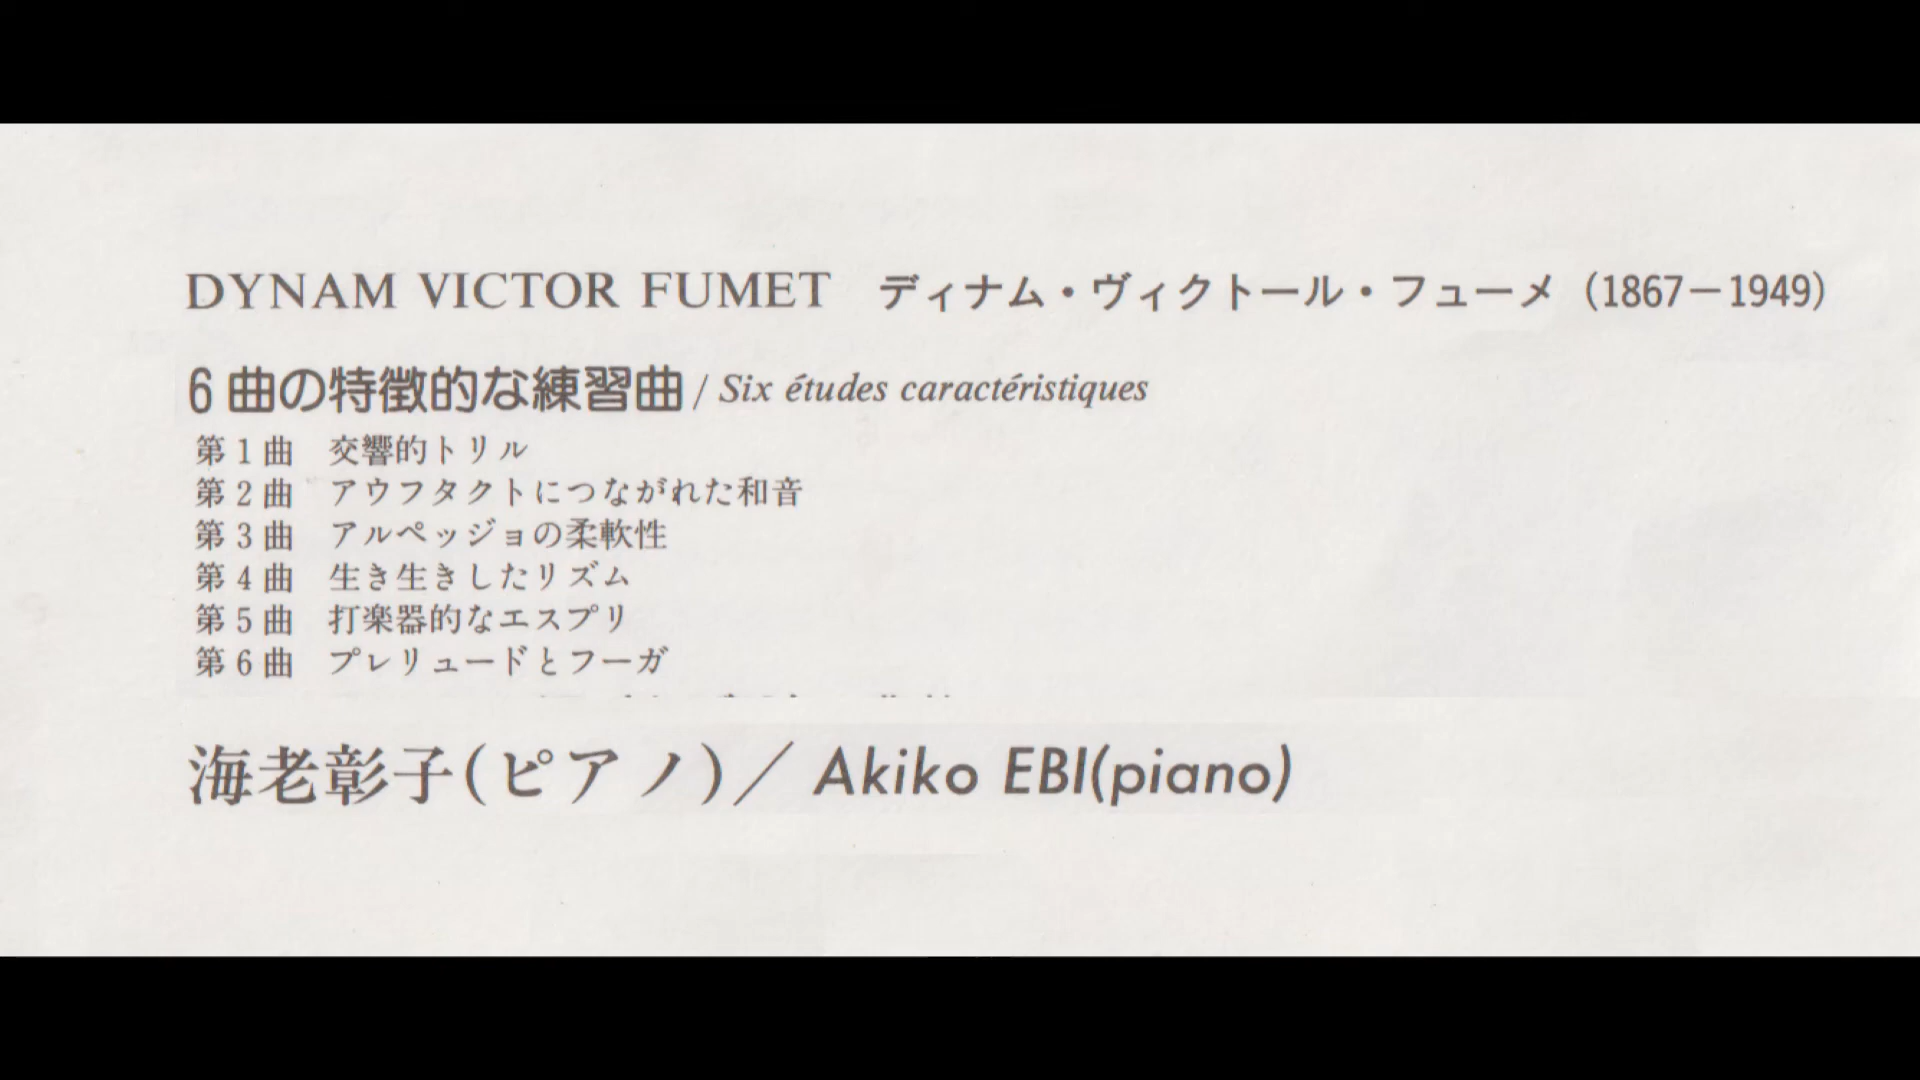 DYNAM VICTOR FUMET ディナム・ヴィクトール・フューメ (1867－1949)
6曲の特徴的な練習曲 / Six études caractéristiques
第1曲 交響的トリル
第2曲 アウフタクトにつながれた和音
第3曲 アルペッジョの柔軟性
第4曲 生き生きしたリズム
第5曲 打楽器的なエスプリ
第6曲 プレリュードとフーガ
海老彰子(ピアノ)／ Akiko EBI(piano)